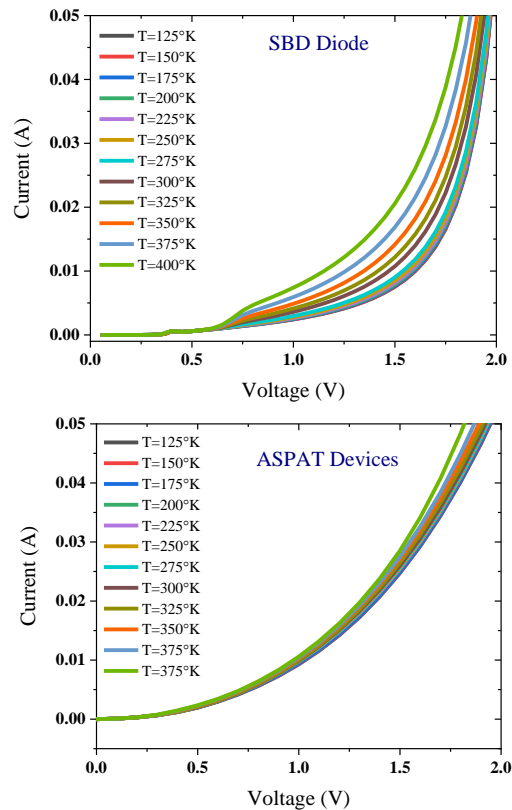 SBD Diode
T=125°K
T=150°K
T=175°K
T=200°K
T=225°K
T=250°K
T=275°K
T=300°K
T=325°K
T=350°K
T=375°K
T=400°K
0.05
0.04
0.03
0.02
0.01
0.00
Current (A)
0.0 0.5 1.0 1.5 2.0
Voltage (V)
ASPAT Devices
T=125°K
T=150°K
T=175°K
T=200°K
T=225°K
T=250°K
T=275°K
T=300°K
T=325°K
T=350°K
T=375°K
T=375°K
0.05
0.04
0.03
0.02
0.01
0.00
Current (A)
0.0 0.5 1.0 1.5 2.0
Voltage (V)